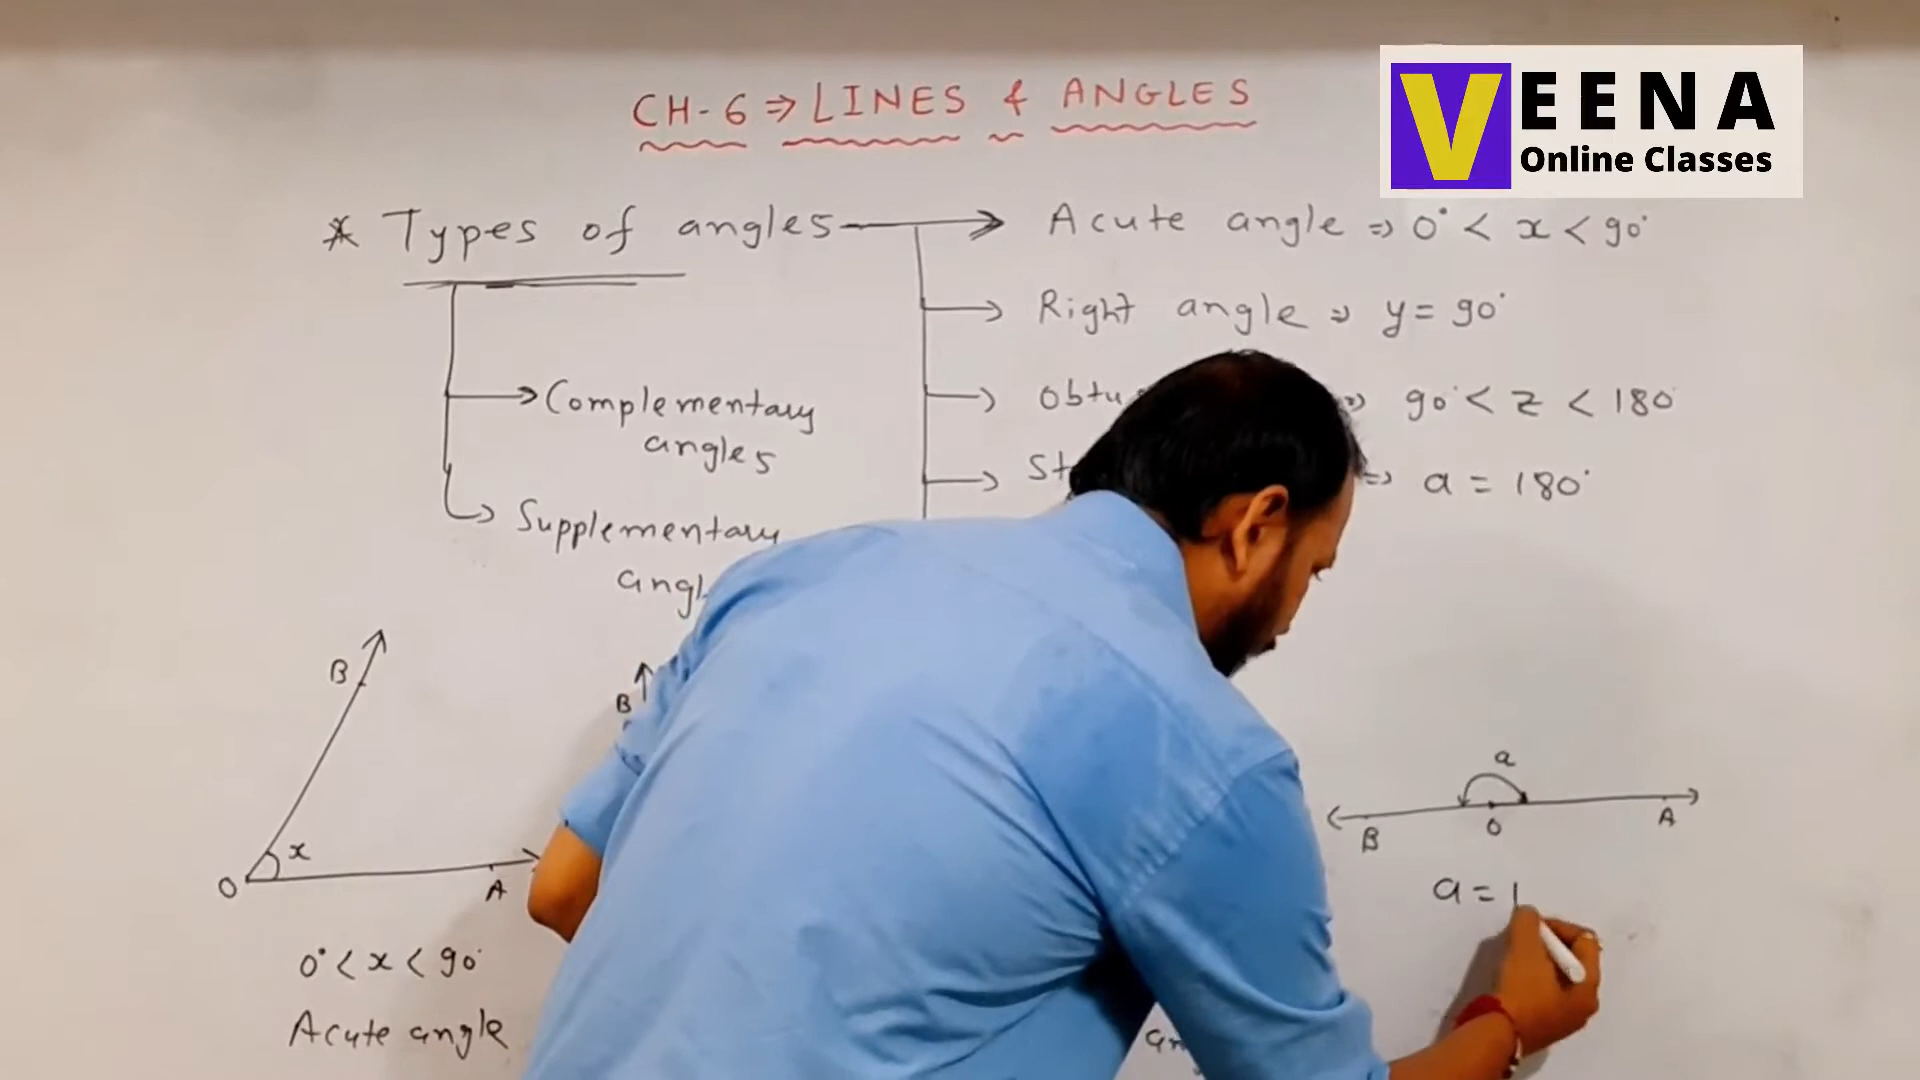 CH-6 ⇒ LINES & ANGLES
VEENA
Online Classes
* Types of angles → Acute angle ⇒ 0° < x < 90°
→ Right angle ⇒ y = 90°
→ ⇒ 90° < z < 180°
→ ⇒ a = 180°
→ Complementary
angles
→ Supplementary
B
B
a
O
x
A
B
O
A
a = 1
0° < x < 90°
Acute angle